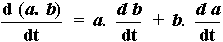 d (a. b)/dt = a. d b/dt + b. d a/dt